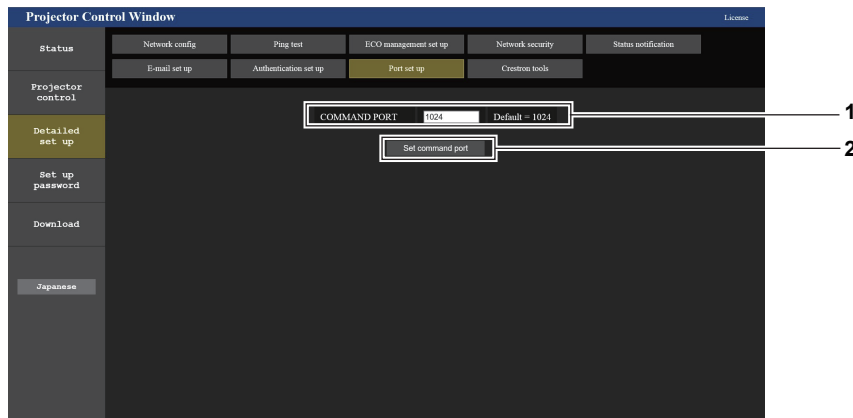 Projector Control Window
License
Status
Network config
Ping test
ECO management set up
Network security
Status notification
E-mail set up
Authentication set up
Port set up
Crestron tools
Projector
control
COMMAND PORT 1024 Default = 1024
1
Detailed
set up
Set command port
2
Set up
password
Download
Japanese